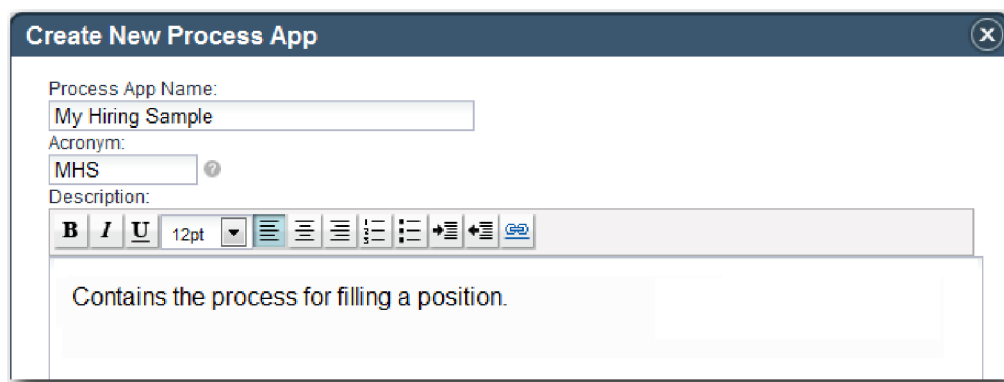 Create New Process App
Process App Name:
My Hiring Sample
Acronym:
MHS
Description:
B I U 12pt
Contains the process for filling a position.